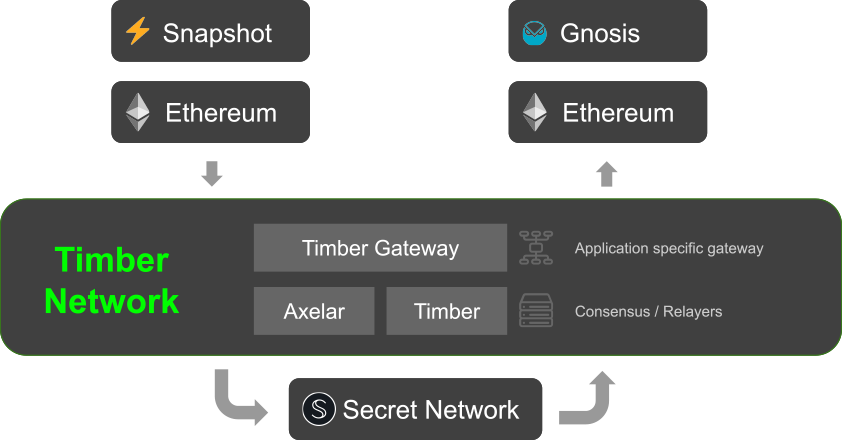 Snapshot
Gnosis
Ethereum
Ethereum
Timber
Network
Timber Gateway
Application specific gateway
Axelar
Timber
Consensus / Relayers
Secret Network